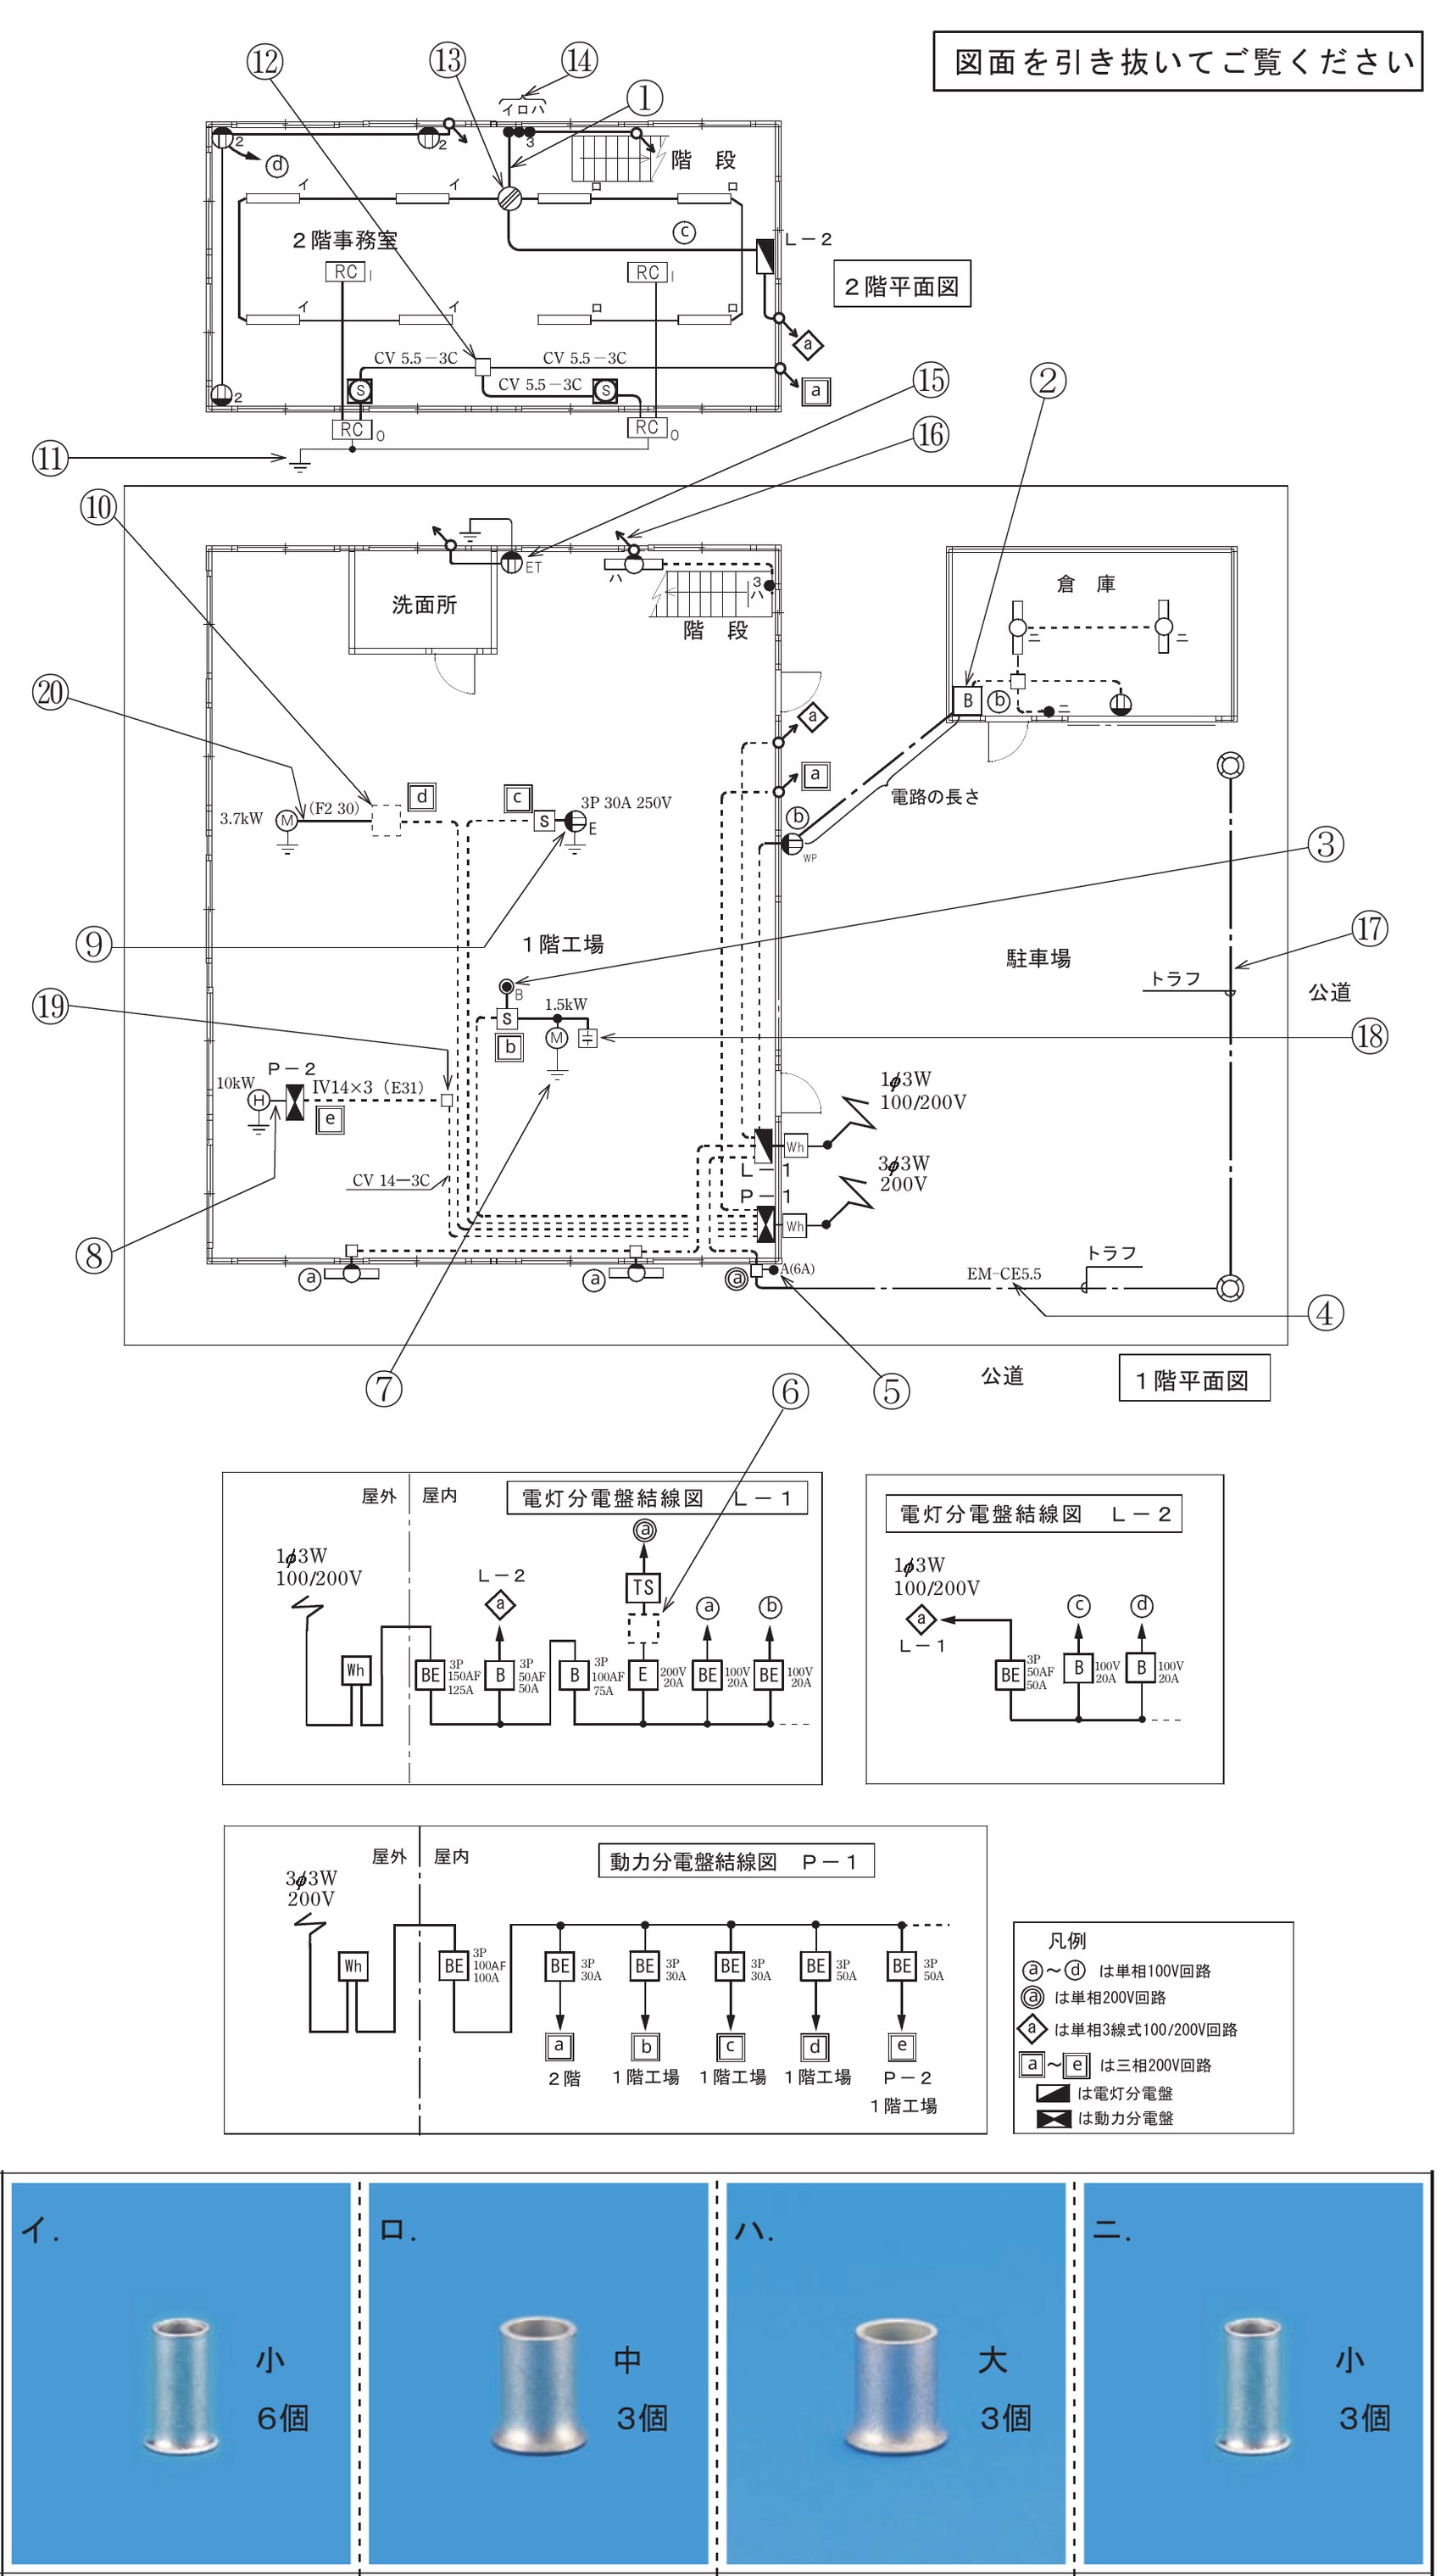 図面を引き抜いてご覧ください
⑫
⑬
⑭
イロハ
①
2
2
3
階 段
ⓓ
イ
イ
ロ
ロ
2階事務室
ⓒ
L－2
RC I
RC I
2階平面図
イ
イ
ロ
ロ
a
CV 5.5－3C
CV 5.5－3C
CV 5.5－3C
S
S
a
2
RC O
RC O
⑮
②
⑯
⑪
⑩
ET
ハ
3
ハ
洗面所
階 段
倉 庫
ニ
ニ
B
ⓑ
ニ
⑳
a
a
d
c
電路の長さ
3.7kW
M
(F2 30)
S
3P 30A 250V
E
ⓑ
WP
③
⑨
1階工場
駐車場
⑰
トラフ
公道
⑲
B
1.5kW
S
M
b
⑱
P－2
10kW
H
IV14×3（E31）
e
1φ3W
100/200V
Wh
L－1
3φ3W
200V
CV 14－3C
P－1
Wh
⑧
トラフ
ⓐ
ⓐ
ⓐ
A(6A)
EM-CE5.5
④
⑦
⑤
公道
1階平面図
⑥
屋外
屋内
電灯分電盤結線図 L－1
ⓐ
1φ3W
100/200V
L－2
a
TS
ⓐ
ⓑ
Wh
BE
3P
150AF
125A
B
3P
50AF
50A
B
3P
100AF
75A
E
200V
20A
BE
100V
20A
BE
100V
20A
電灯分電盤結線図 L－2
1φ3W
100/200V
a
L－1
ⓒ
ⓓ
BE
3P
50AF
50A
B
100V
20A
B
100V
20A
屋外
屋内
動力分電盤結線図 P－1
3φ3W
200V
Wh
BE
3P
100AF
100A
BE
3P
30A
BE
3P
30A
BE
3P
30A
BE
3P
50A
BE
3P
50A
a
b
c
d
e
2階
1階工場
1階工場
1階工場
P－2
1階工場
凡例
ⓐ～ⓓ は単相100V回路
ⓐ は単相200V回路
a は単相3線式100/200V回路
a～e は三相200V回路
は電灯分電盤
は動力分電盤
イ.
小
6個
ロ.
中
3個
ハ.
大
3個
ニ.
小
3個